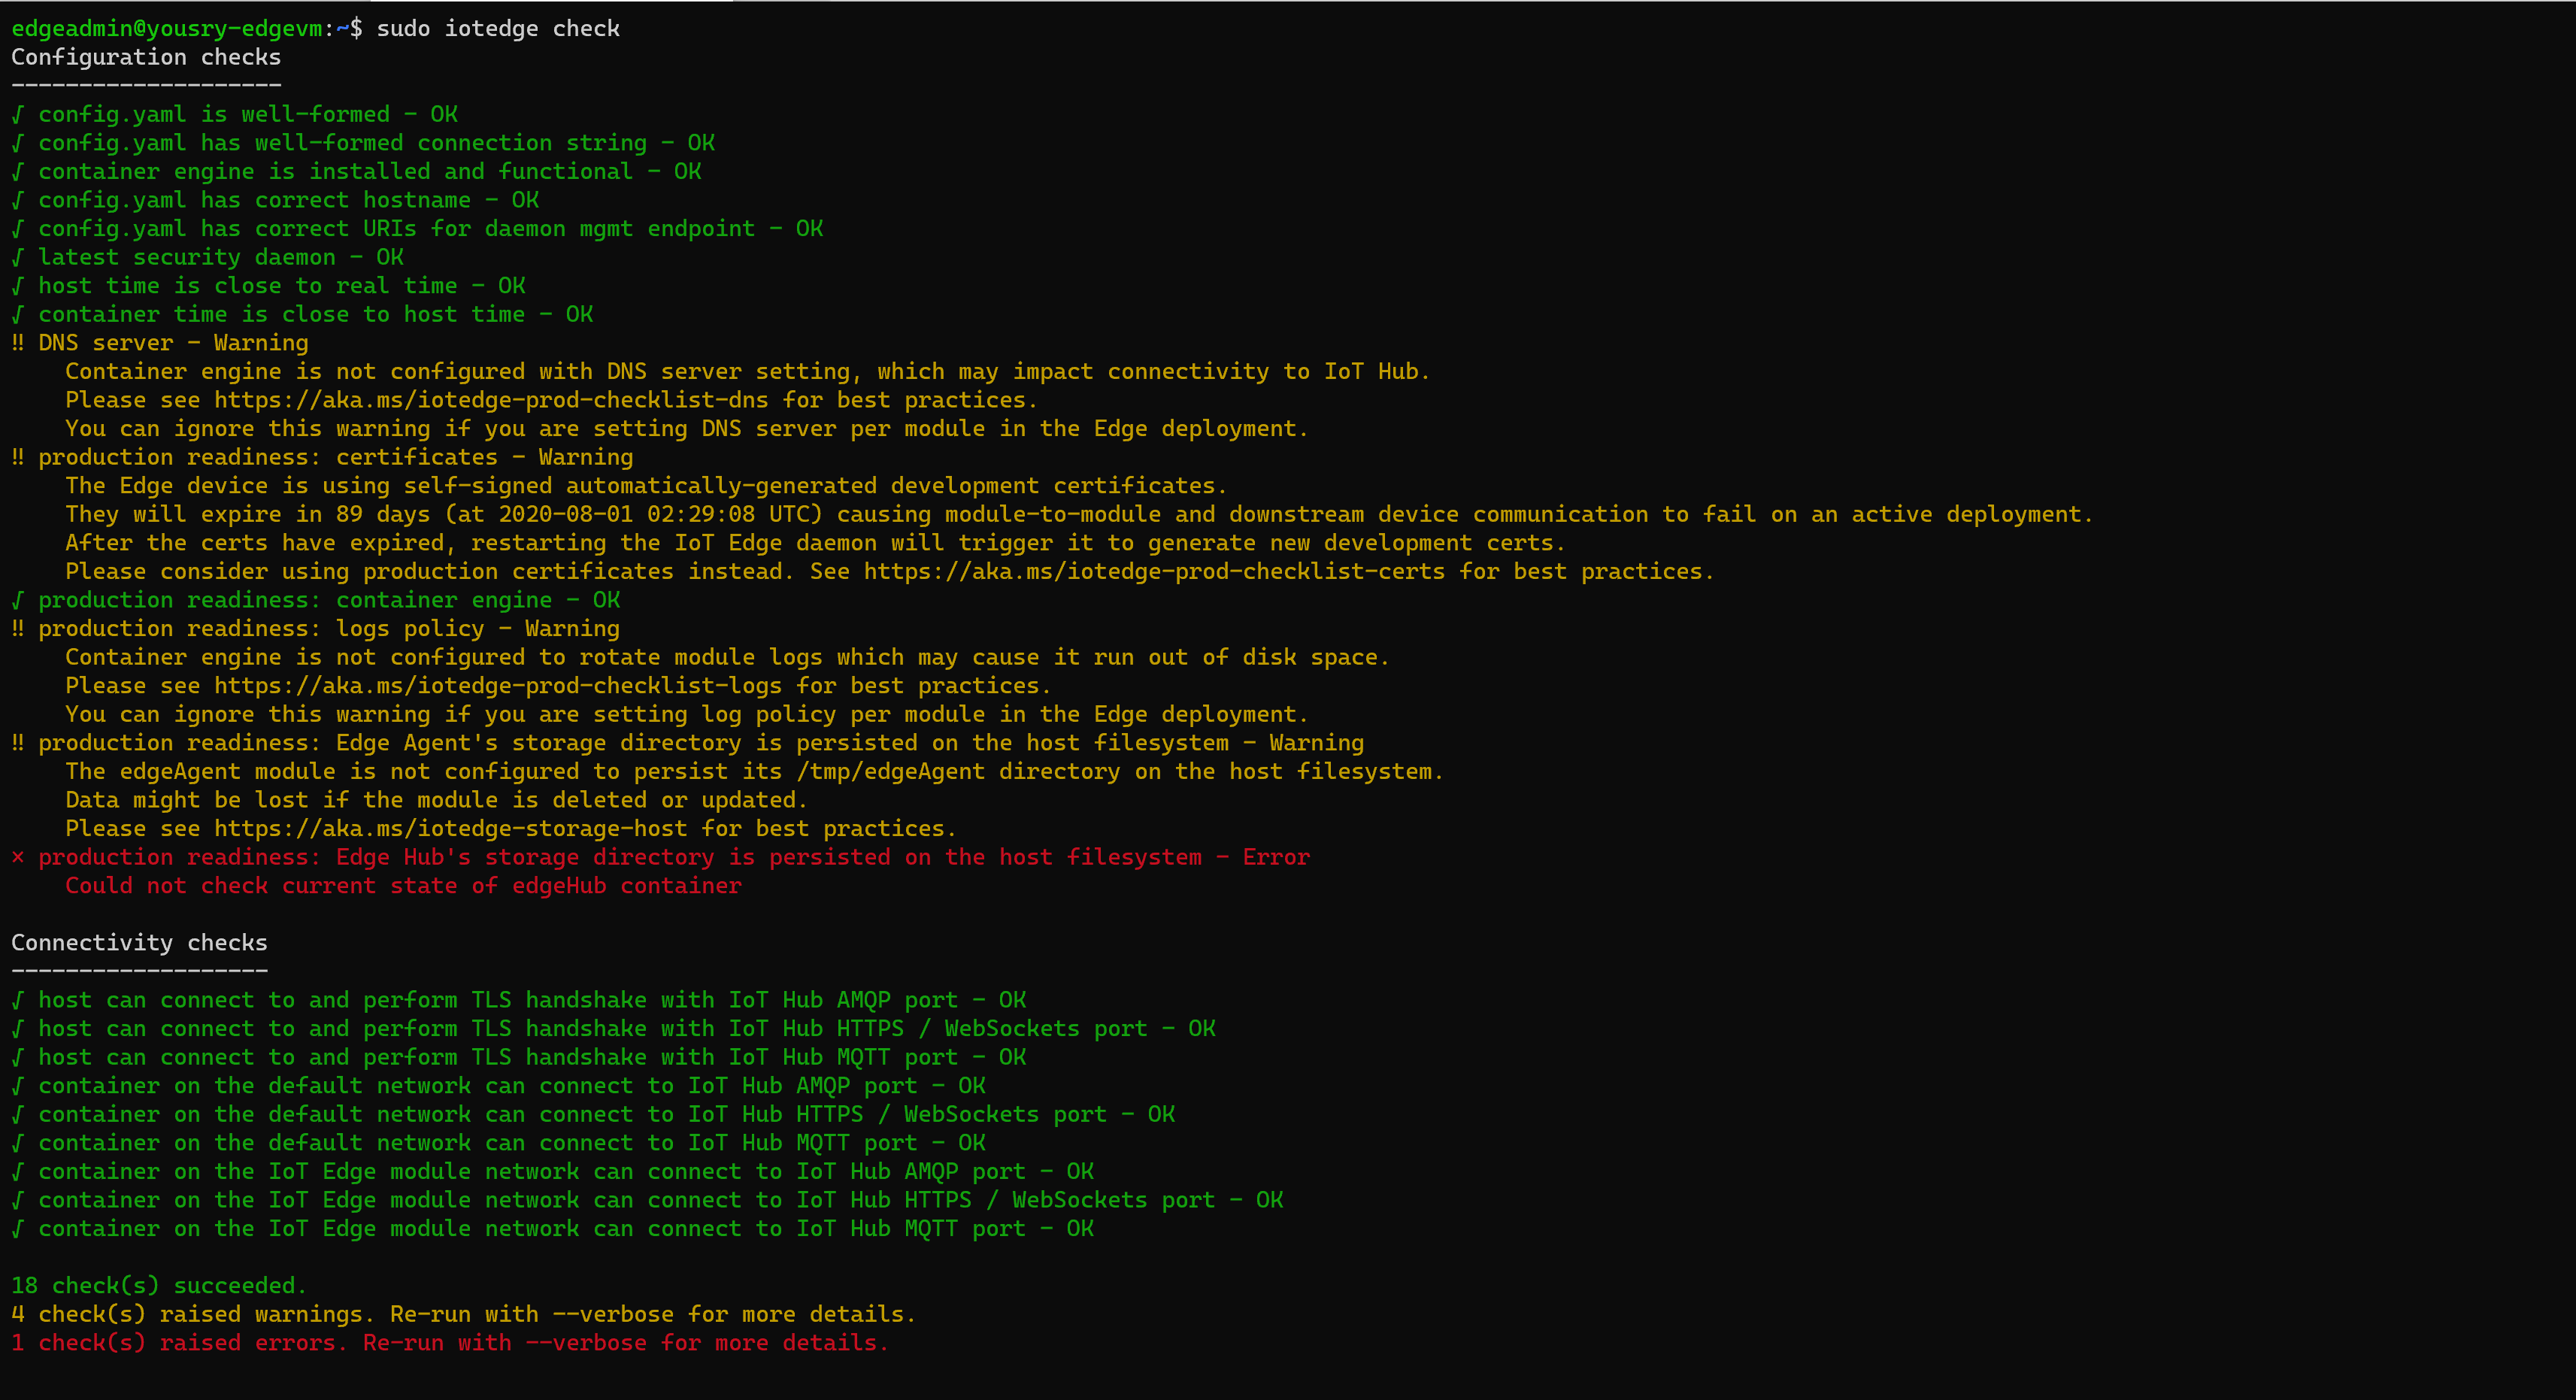 edgeadmin@yousry-edgevm:~$ sudo iotedge check
Configuration checks
--------------------
√ config.yaml is well-formed - OK
√ config.yaml has well-formed connection string - OK
√ container engine is installed and functional - OK
√ config.yaml has correct hostname - OK
√ config.yaml has correct URIs for daemon mgmt endpoint - OK
√ latest security daemon - OK
√ host time is close to real time - OK
√ container time is close to host time - OK
‼ DNS server - Warning
    Container engine is not configured with DNS server setting, which may impact connectivity to IoT Hub.
    Please see https://aka.ms/iotedge-prod-checklist-dns for best practices.
    You can ignore this warning if you are setting DNS server per module in the Edge deployment.
‼ production readiness: certificates - Warning
    The Edge device is using self-signed automatically-generated development certificates.
    They will expire in 89 days (at 2020-08-01 02:29:08 UTC) causing module-to-module and downstream device communication to fail on an active deployment.
    After the certs have expired, restarting the IoT Edge daemon will trigger it to generate new development certs.
    Please consider using production certificates instead. See https://aka.ms/iotedge-prod-checklist-certs for best practices.
√ production readiness: container engine - OK
‼ production readiness: logs policy - Warning
    Container engine is not configured to rotate module logs which may cause it run out of disk space.
    Please see https://aka.ms/iotedge-prod-checklist-logs for best practices.
    You can ignore this warning if you are setting log policy per module in the Edge deployment.
‼ production readiness: Edge Agent's storage directory is persisted on the host filesystem - Warning
    The edgeAgent module is not configured to persist its /tmp/edgeAgent directory on the host filesystem.
    Data might be lost if the module is deleted or updated.
    Please see https://aka.ms/iotedge-storage-host for best practices.
× production readiness: Edge Hub's storage directory is persisted on the host filesystem - Error
    Could not check current state of edgeHub container
Connectivity checks
-------------------
√ host can connect to and perform TLS handshake with IoT Hub AMQP port - OK
√ host can connect to and perform TLS handshake with IoT Hub HTTPS / WebSockets port - OK
√ host can connect to and perform TLS handshake with IoT Hub MQTT port - OK
√ container on the default network can connect to IoT Hub AMQP port - OK
√ container on the default network can connect to IoT Hub HTTPS / WebSockets port - OK
√ container on the default network can connect to IoT Hub MQTT port - OK
√ container on the IoT Edge module network can connect to IoT Hub AMQP port - OK
√ container on the IoT Edge module network can connect to IoT Hub HTTPS / WebSockets port - OK
√ container on the IoT Edge module network can connect to IoT Hub MQTT port - OK
18 check(s) succeeded.
4 check(s) raised warnings. Re-run with --verbose for more details.
1 check(s) raised errors. Re-run with --verbose for more details.